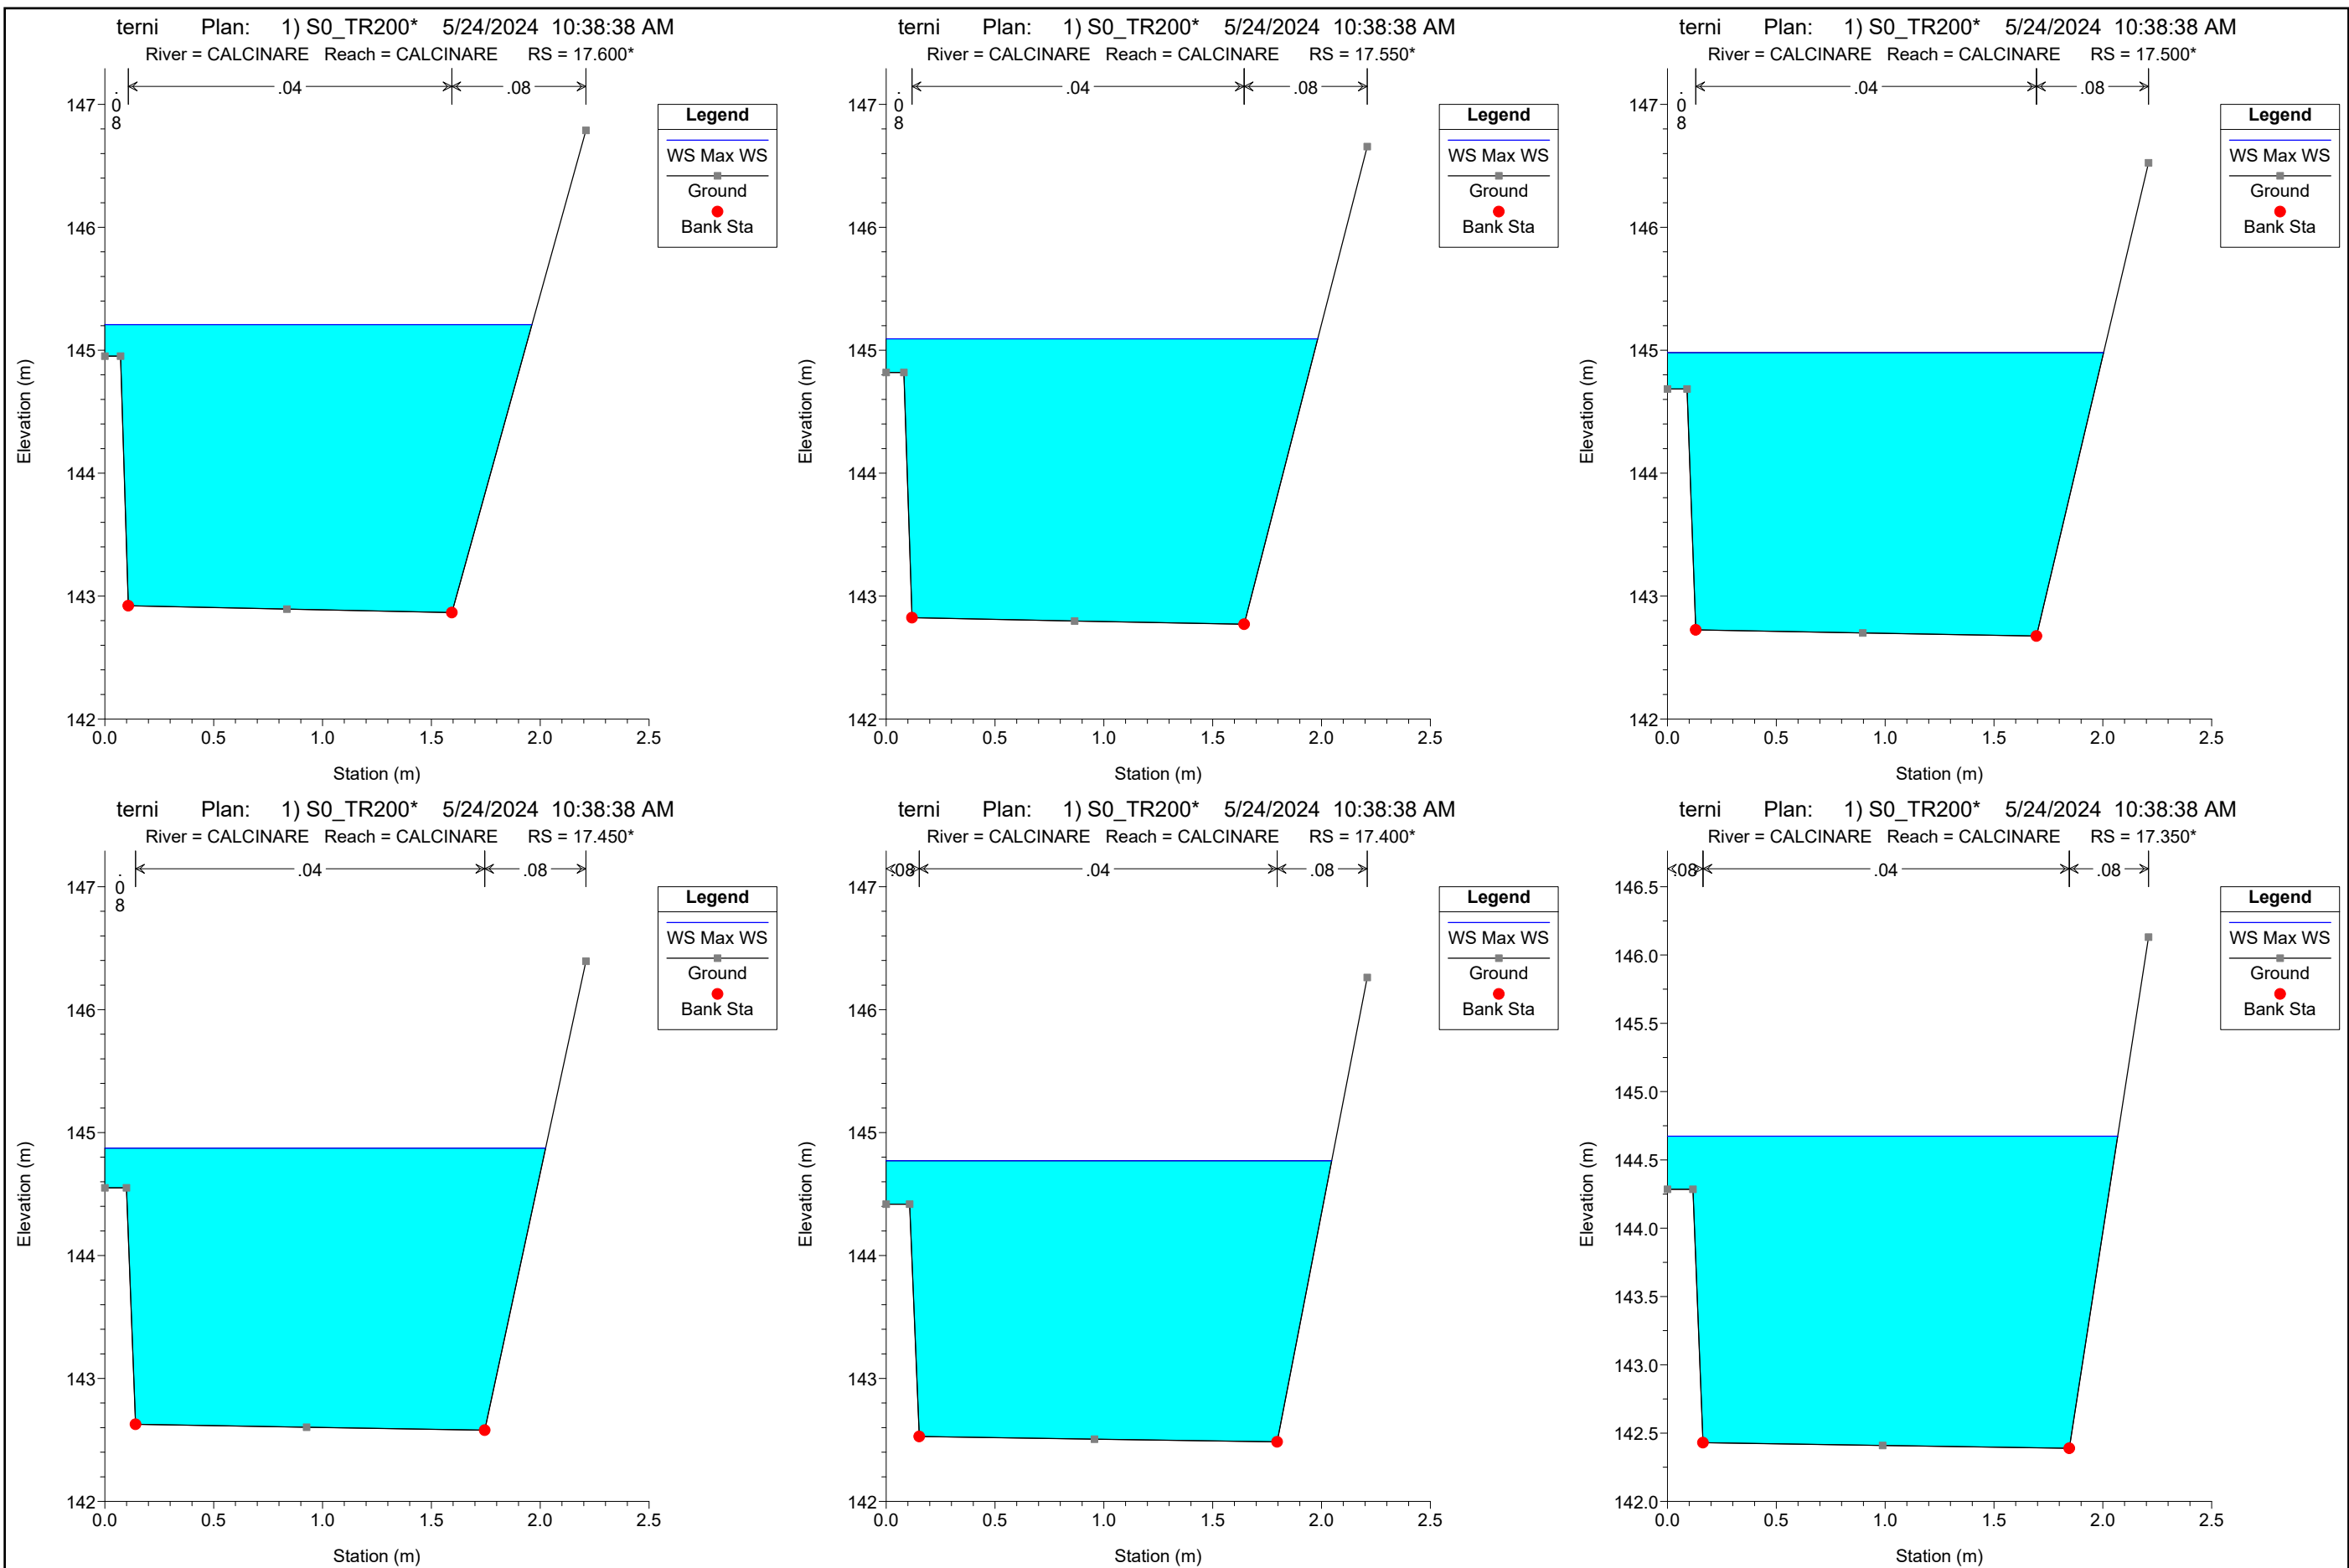 terni Plan: 1) S0_TR200* 5/24/2024 10:38:38 AM
River = CALCINARE Reach = CALCINARE RS = 17.600*
.08
.04
.08
147
146
145
144
143
142
Elevation (m)
0.0 0.5 1.0 1.5 2.0 2.5
Station (m)
Legend
WS Max WS
Ground
Bank Sta
terni Plan: 1) S0_TR200* 5/24/2024 10:38:38 AM
River = CALCINARE Reach = CALCINARE RS = 17.550*
.08
.04
.08
147
146
145
144
143
142
Elevation (m)
0.0 0.5 1.0 1.5 2.0 2.5
Station (m)
Legend
WS Max WS
Ground
Bank Sta
terni Plan: 1) S0_TR200* 5/24/2024 10:38:38 AM
River = CALCINARE Reach = CALCINARE RS = 17.500*
.08
.04
.08
147
146
145
144
143
142
Elevation (m)
0.0 0.5 1.0 1.5 2.0 2.5
Station (m)
Legend
WS Max WS
Ground
Bank Sta
terni Plan: 1) S0_TR200* 5/24/2024 10:38:38 AM
River = CALCINARE Reach = CALCINARE RS = 17.450*
.08
.04
.08
147
146
145
144
143
142
Elevation (m)
0.0 0.5 1.0 1.5 2.0 2.5
Station (m)
Legend
WS Max WS
Ground
Bank Sta
terni Plan: 1) S0_TR200* 5/24/2024 10:38:38 AM
River = CALCINARE Reach = CALCINARE RS = 17.400*
.08
.04
.08
147
146
145
144
143
142
Elevation (m)
0.0 0.5 1.0 1.5 2.0 2.5
Station (m)
Legend
WS Max WS
Ground
Bank Sta
terni Plan: 1) S0_TR200* 5/24/2024 10:38:38 AM
River = CALCINARE Reach = CALCINARE RS = 17.350*
.08
.04
.08
146.5
146.0
145.5
145.0
144.5
144.0
143.5
143.0
142.5
142.0
Elevation (m)
0.0 0.5 1.0 1.5 2.0 2.5
Station (m)
Legend
WS Max WS
Ground
Bank Sta